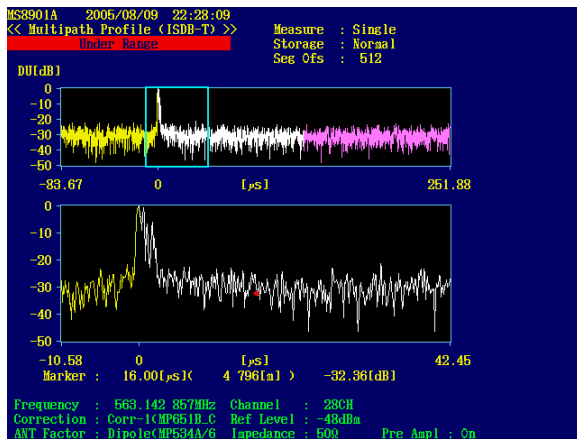 MS8901A 2005/08/09 22:28:09
<< Multipath Profile (ISDB-T) >> Measure : Single
Under Range Storage : Normal
Seg Ofs : 512
DU[dB]
0
-10
-20
-30
-40
-50
-83.67 0 [μs] 251.88
0
-10
-20
-30
-40
-50
-10.58 0 [μs] 42.45
Marker : 16.00[μs]( 4 796[m] ) -32.36[dB]
Frequency : 563.142 857MHz Channel : 28CH
Correction : Corr-1(MP651B_C Ref Level : -48dBm
ANT Factor : Dipole(MP534A/6 Impedance : 50Ω Pre Ampl : On